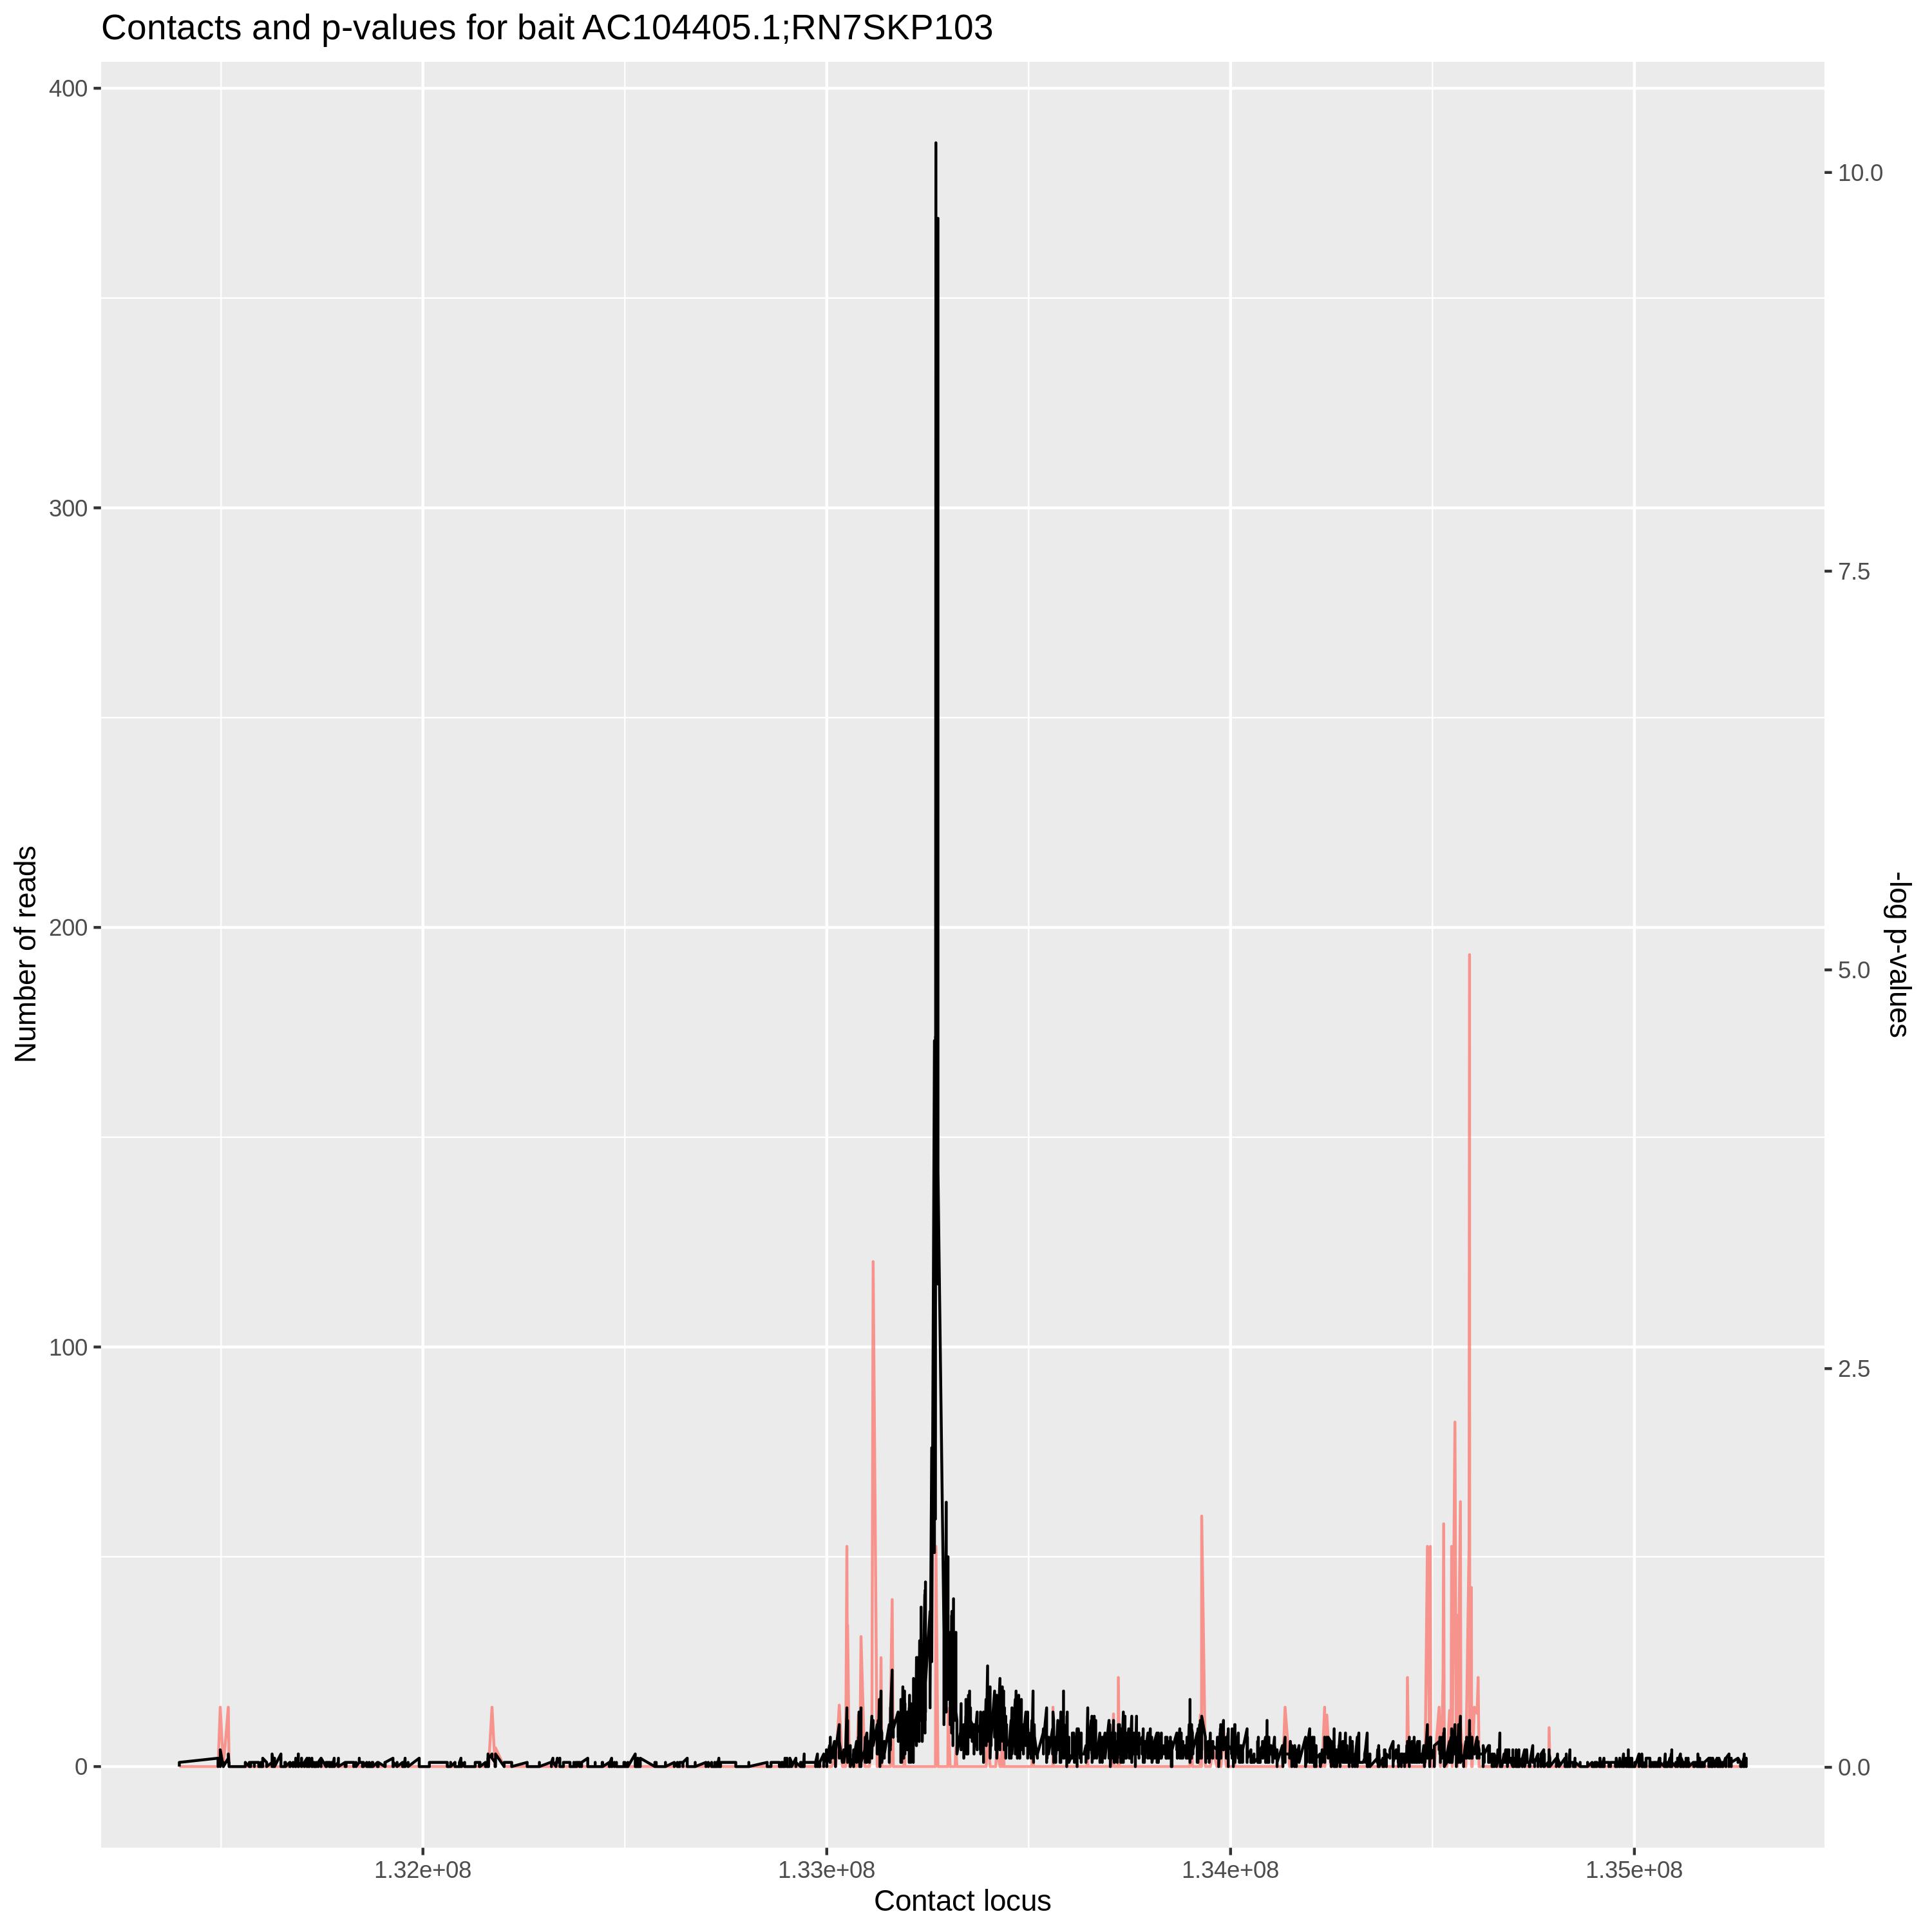 Contacts and p-values for bait AC104405.1;RN7SKP103
400
300
200
100
0
Number of reads
10.0
7.5
5.0
2.5
0.0
-log p-values
1.32e+08
1.33e+08
1.34e+08
1.35e+08
Contact locus